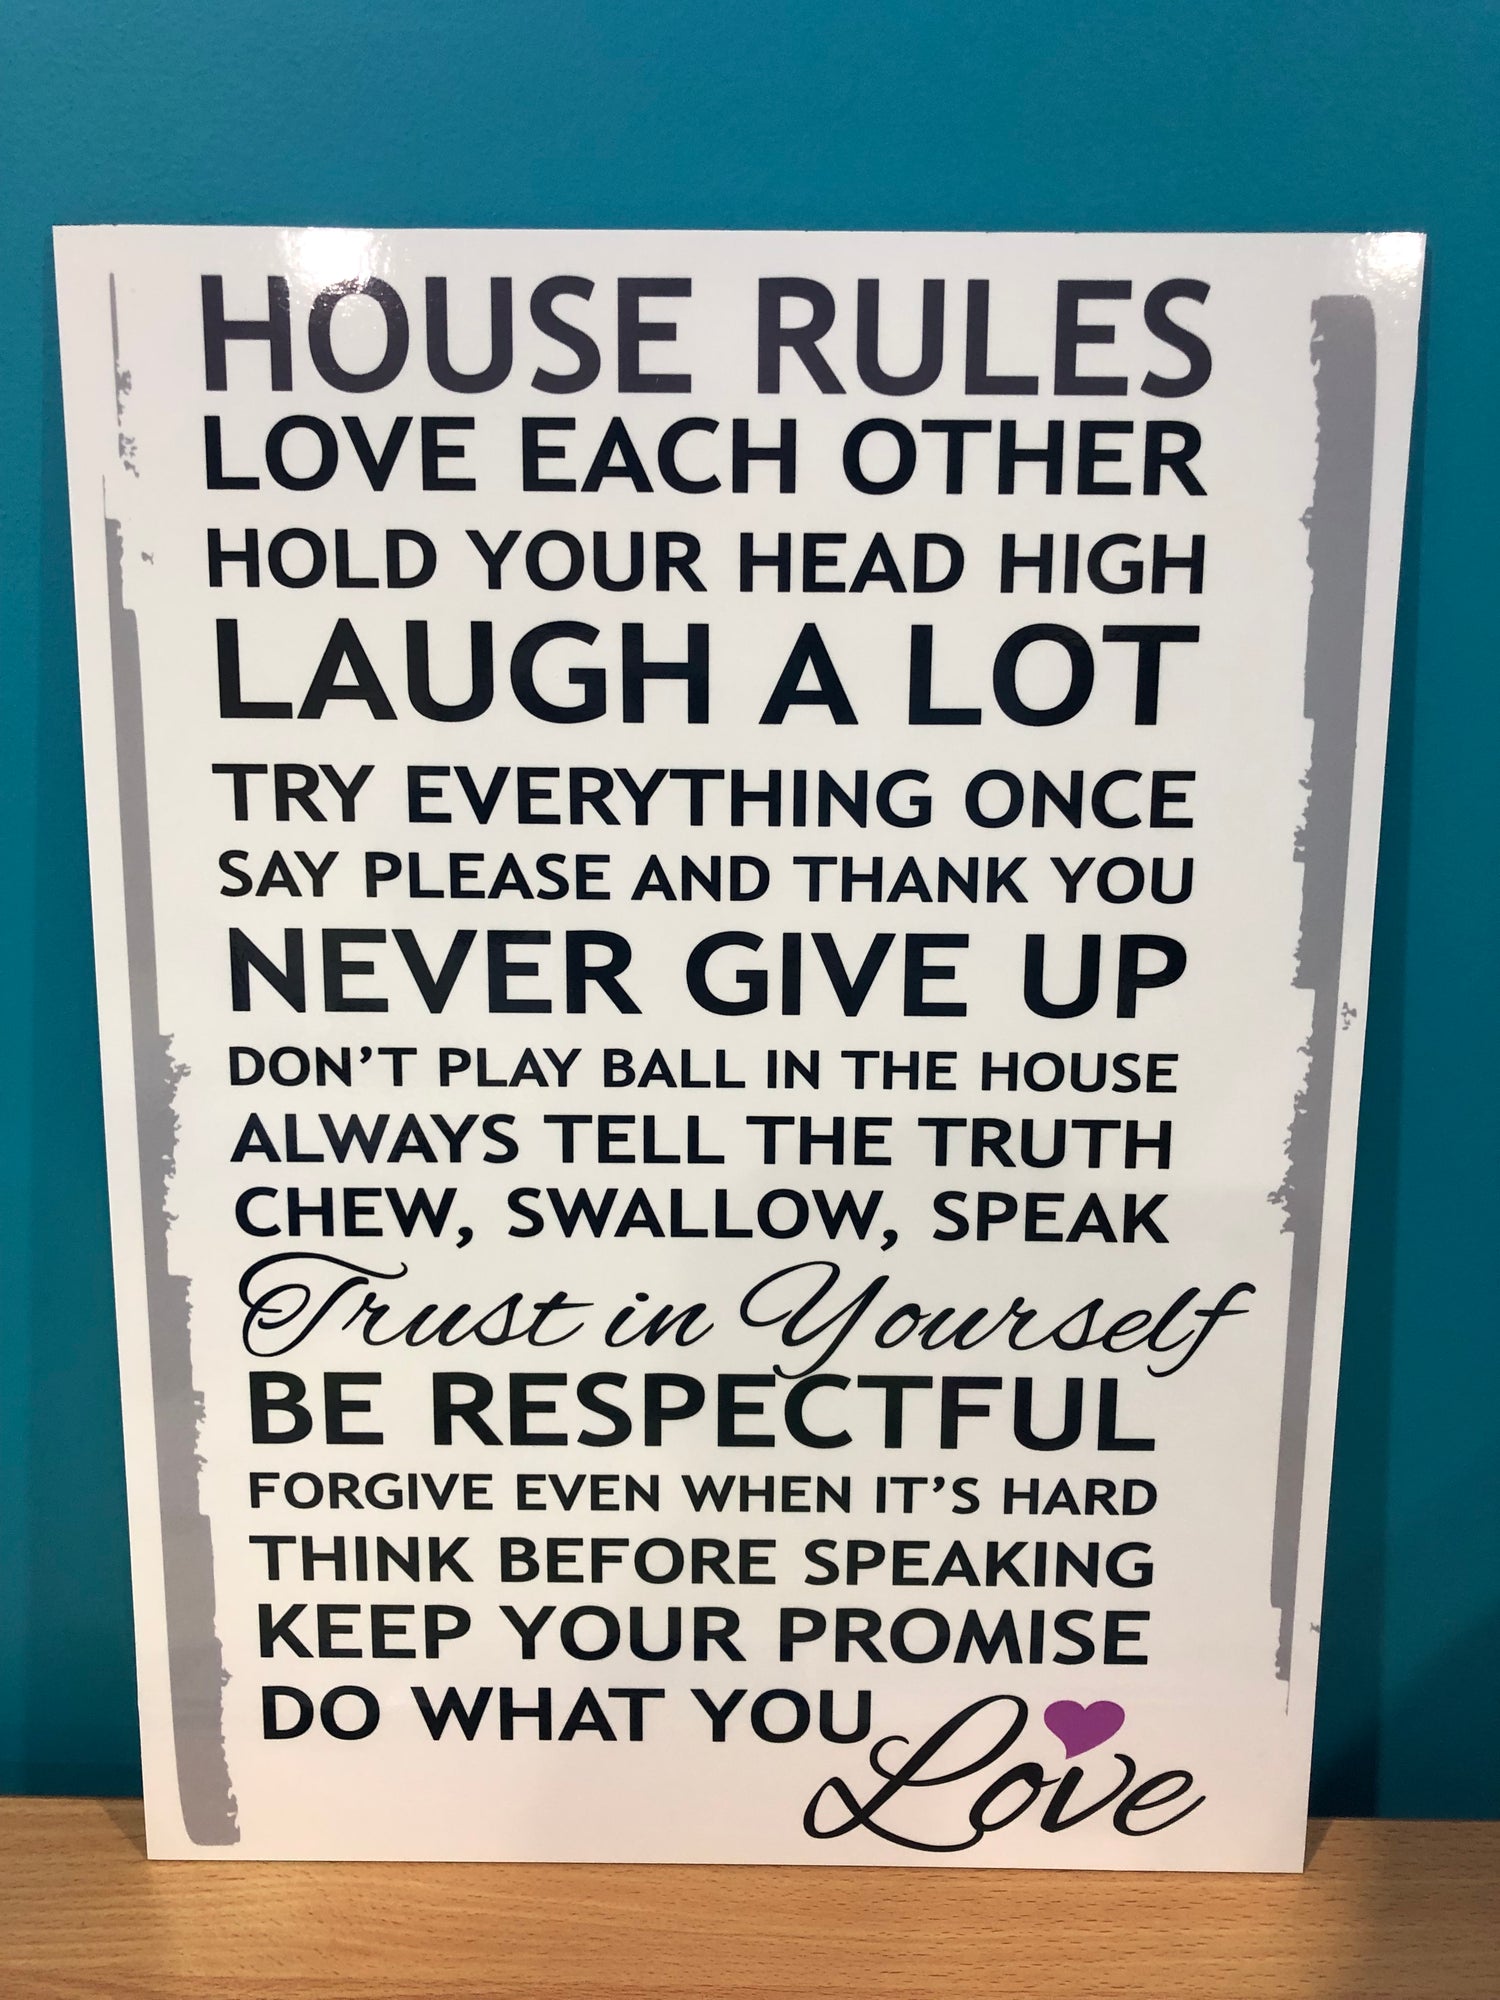 HOUSE RULES
LOVE EACH OTHER
HOLD YOUR HEAD HIGH
LAUGH A LOT
TRY EVERYTHING ONCE
SAY PLEASE AND THANK YOU
NEVER GIVE UP
DON'T PLAY BALL IN THE HOUSE
ALWAYS TELL THE TRUTH
CHEW, SWALLOW, SPEAK
Trust in Yourself
BE RESPECTFUL
FORGIVE EVEN WHEN IT'S HARD
THINK BEFORE SPEAKING
KEEP YOUR PROMISE
DO WHAT YOU Love